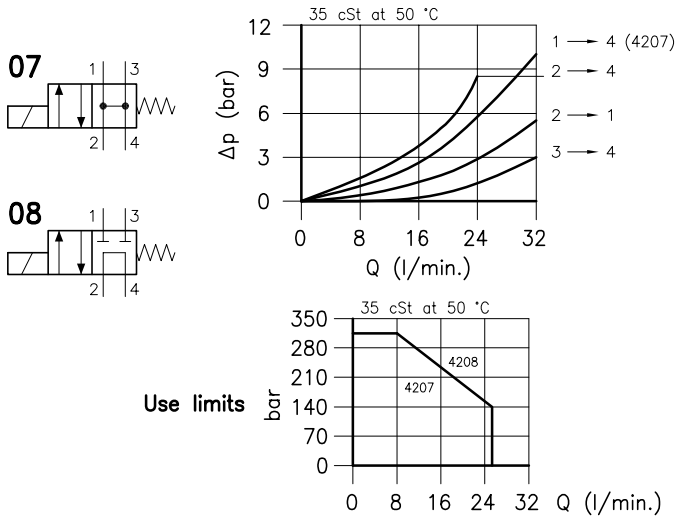 07
1 3
2 4
08
1 3
2 4
35 cSt at 50 °C
Δp (bar)
12
9
6
3
0
0 8 16 24 32
Q (l/min.)
1 → 4 (4207)
2 → 4
2 → 1
3 → 4
Use limits
35 cSt at 50 °C
bar
350
280
210
140
70
0
4208
4207
0 8 16 24 32 Q (l/min.)